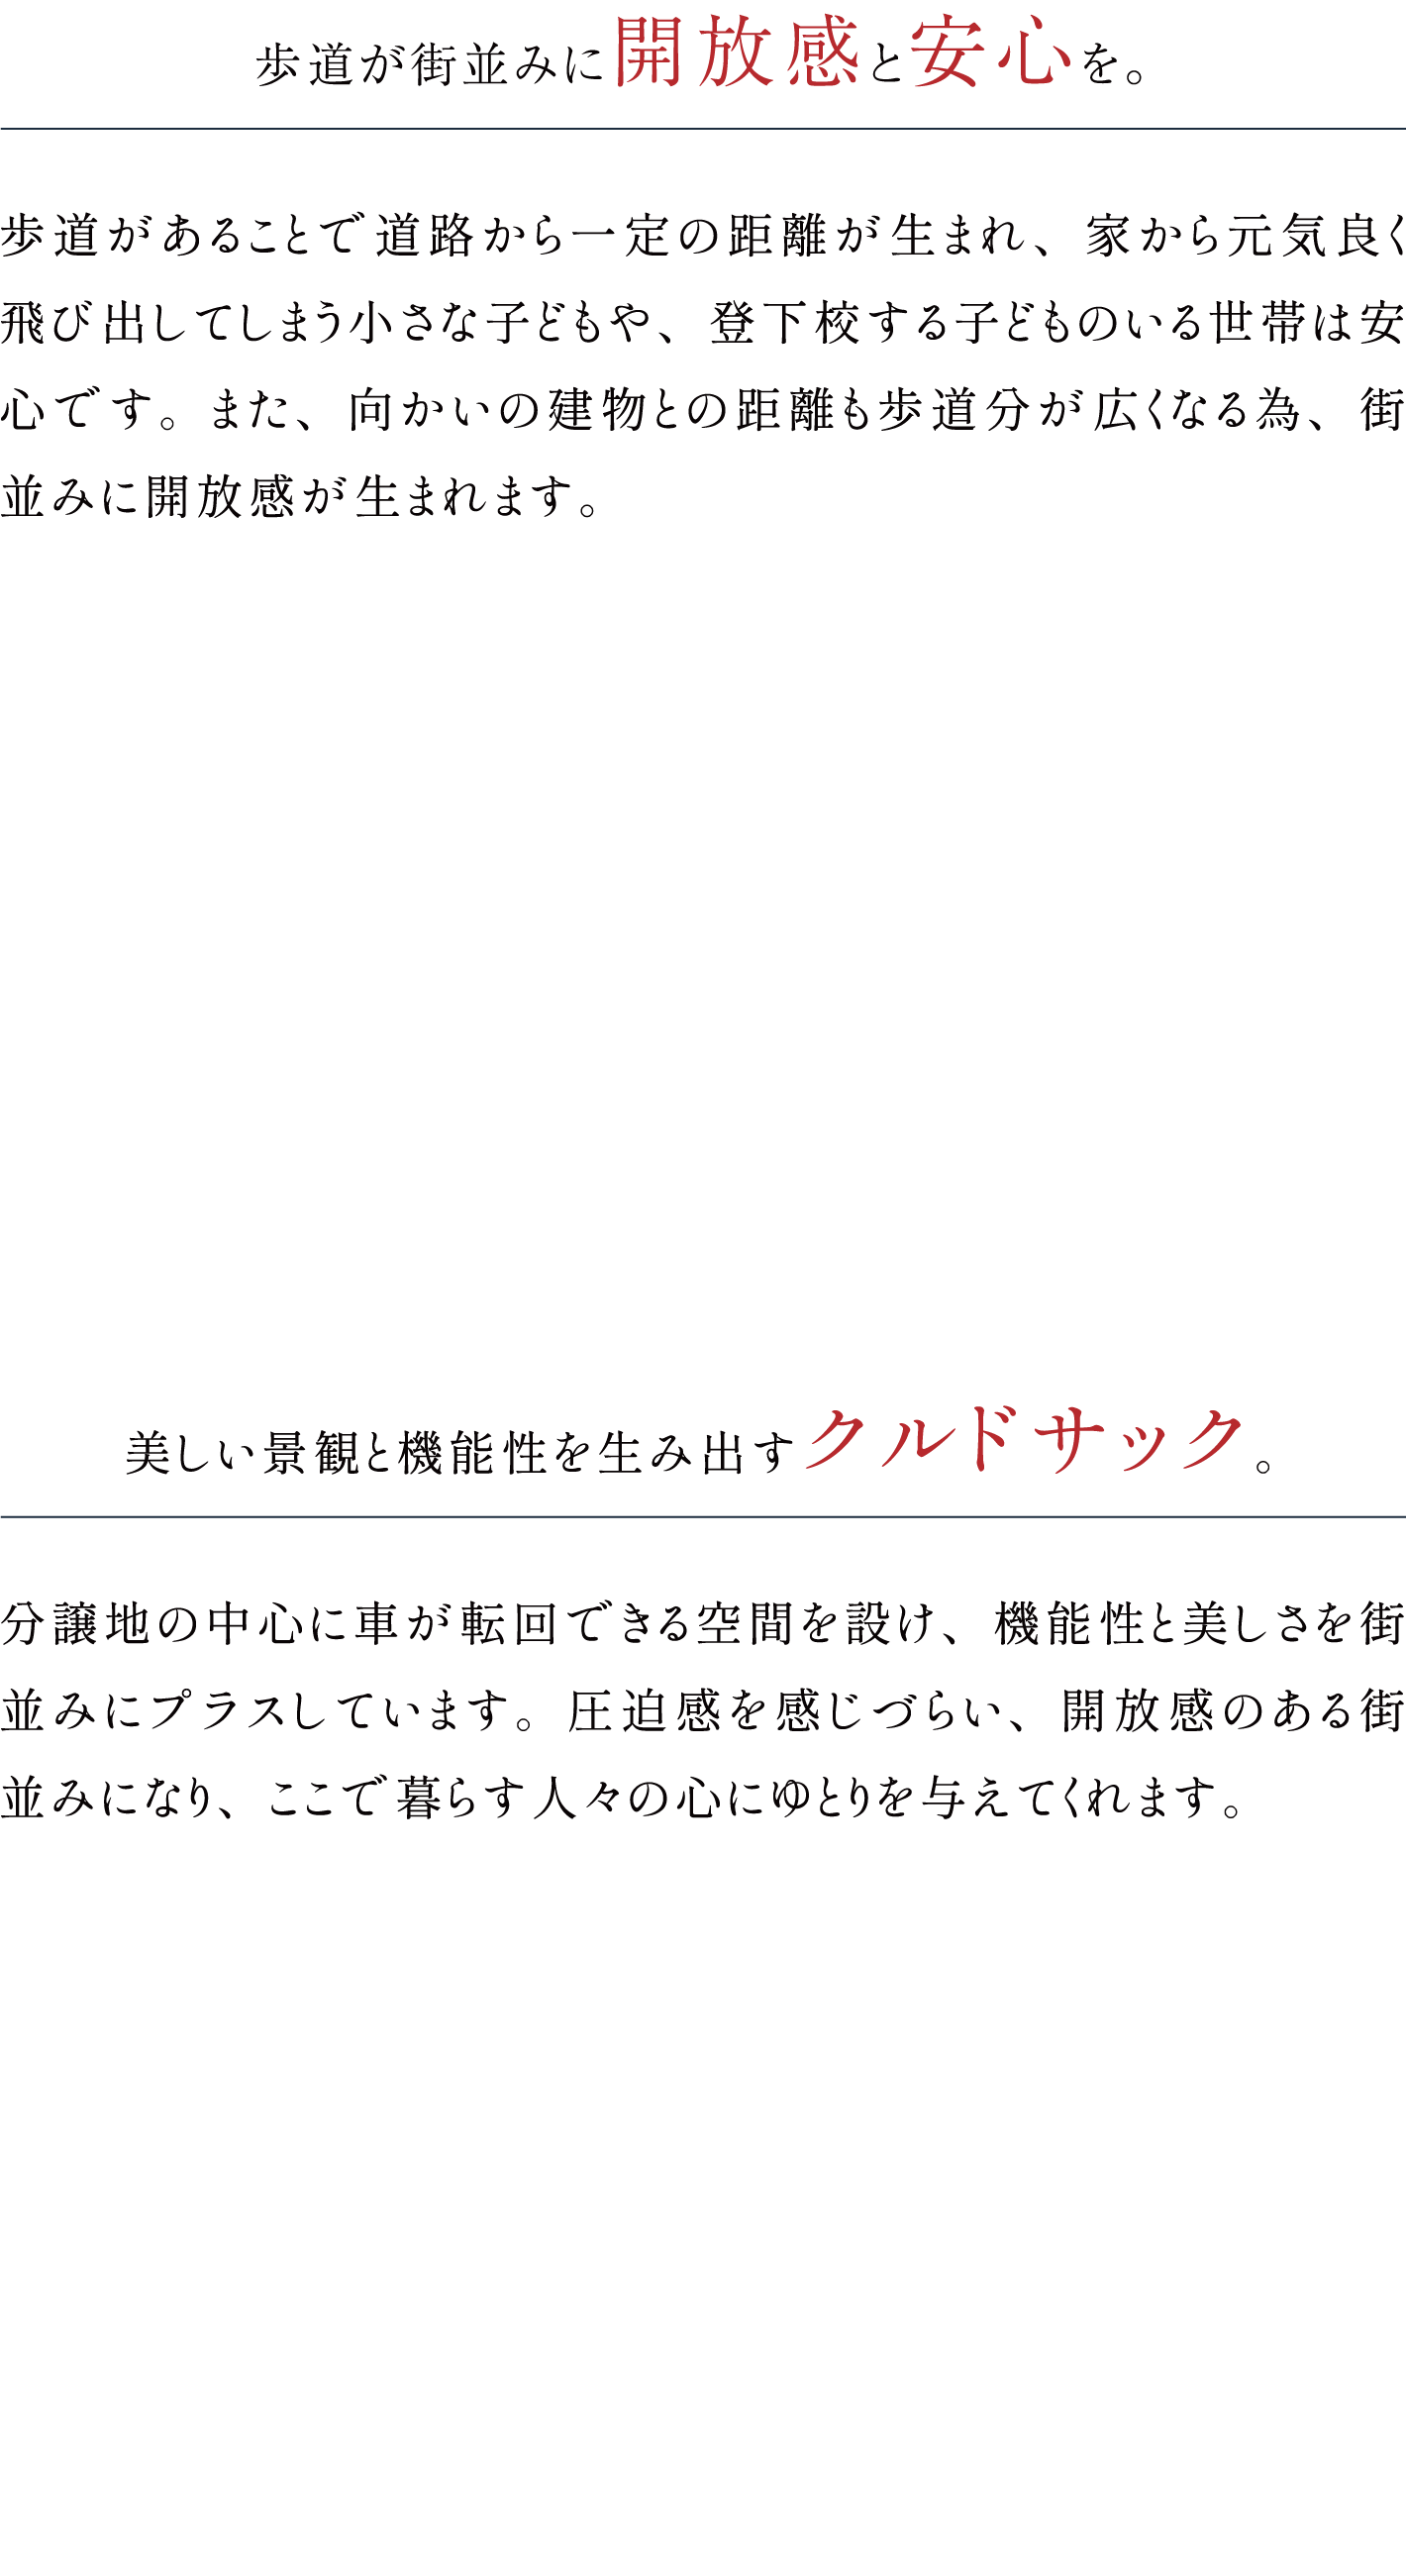 歩道が街並みに開放感と安心を。
歩道があることで道路から一定の距離が生まれ、家から元気良く
飛び出してしまう小さな子どもや、登下校する子どものいる世帯は安
心です。また、向かいの建物との距離も歩道分が広くなる為、街
並みに開放感が生まれます。
美しい景観と機能性を生み出すクルドサック。
分譲地の中心に車が転回できる空間を設け、機能性と美しさを街
並みにプラスしています。圧迫感を感じづらい、開放感のある街
並みになり、ここで暮らす人々の心にゆとりを与えてくれます。